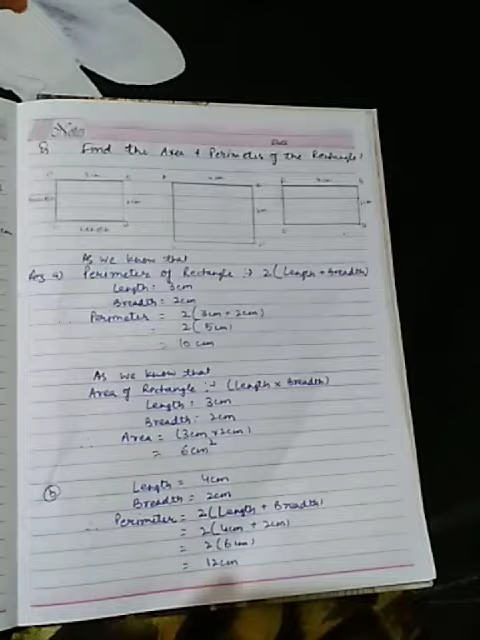 Note
Date
Q Find the Area & Perimeter of the Rectangle?
Length
As we know that
Ans a) Perimeter of Rectangle :→ 2(Length + Breadth)
Length: 3cm
Breadth = 2cm
∴ Perimeter = 2(3cm + 2cm)
= 2(5cm)
= 10 cm
As we know that
Area of Rectangle :→ (Length × Breadth)
Length: 3cm
Breadth: 2cm
∴ Area = (3cm × 2cm)
= 6cm²
(b) Length = 4cm
Breadth = 2cm
∴ Perimeter = 2(Length + Breadth)
= 2(4cm + 2cm)
= 2(6cm)
= 12cm